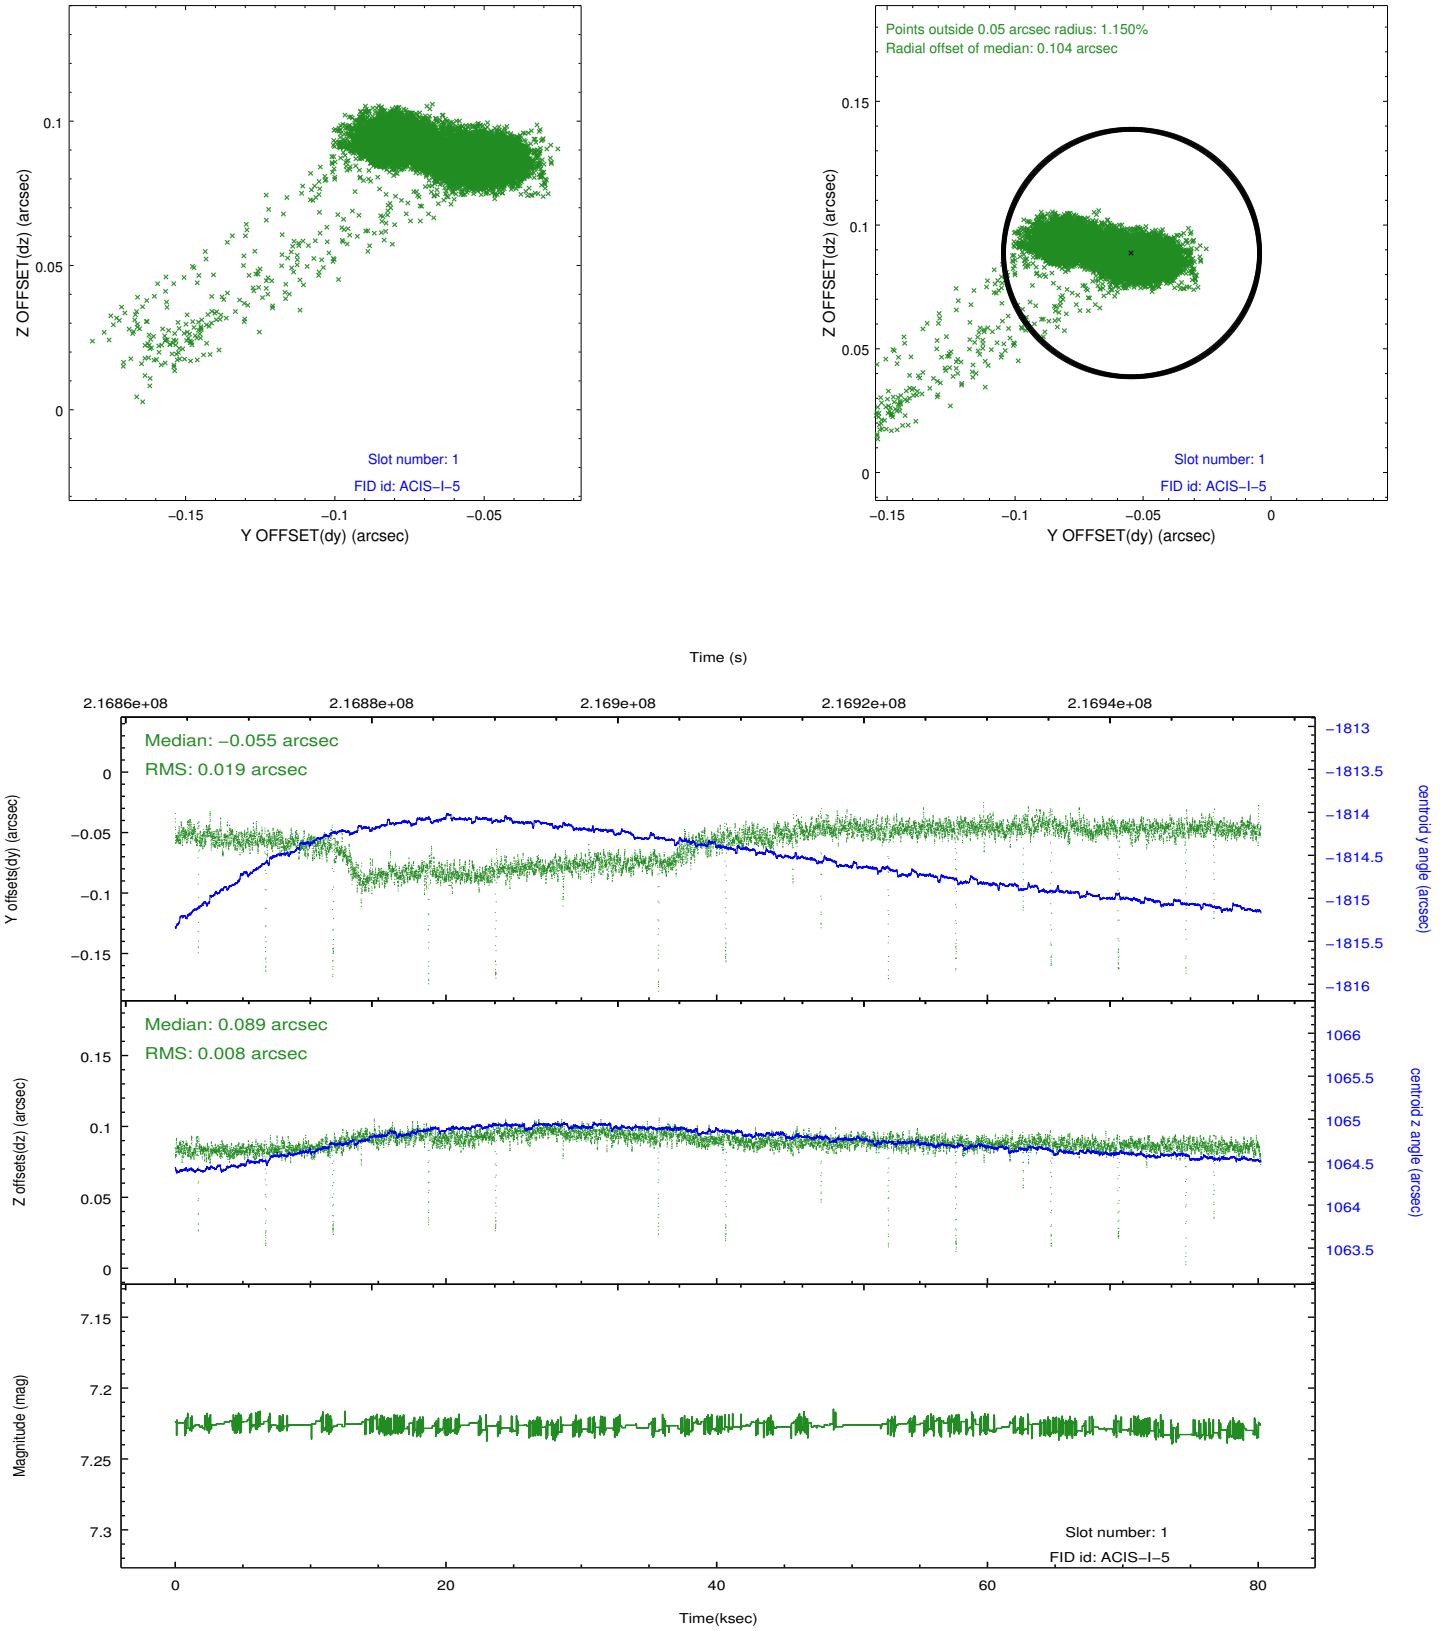 0.1
0.05
0
Z OFFSET(dz) (arcsec)
Slot number: 1
FID id: ACIS−I−5
−0.15 −0.1 −0.05
Y OFFSET(dy) (arcsec)
Points outside 0.05 arcsec radius: 1.150%
Radial offset of median: 0.104 arcsec
0.15
0.1
0.05
0
Z OFFSET(dz) (arcsec)
Slot number: 1
FID id: ACIS−I−5
−0.15 −0.1 −0.05 0
Y OFFSET(dy) (arcsec)
Time (s)
2.1686e+08 2.1688e+08 2.169e+08 2.1692e+08 2.1694e+08
Median: −0.055 arcsec
RMS: 0.019 arcsec
0
−0.05
−0.1
−0.15
Y offsets(dy) (arcsec)
−1813
−1813.5
−1814
−1814.5
−1815
−1815.5
−1816
centroid y angle (arcsec)
Median: 0.089 arcsec
RMS: 0.008 arcsec
0.15
0.1
0.05
0
Z offsets(dz) (arcsec)
1066
1065.5
1065
1064.5
1064
1063.5
centroid z angle (arcsec)
7.15
7.2
7.25
7.3
Magnitude (mag)
Slot number: 1
FID id: ACIS−I−5
0 20 40 60 80
Time(ksec)